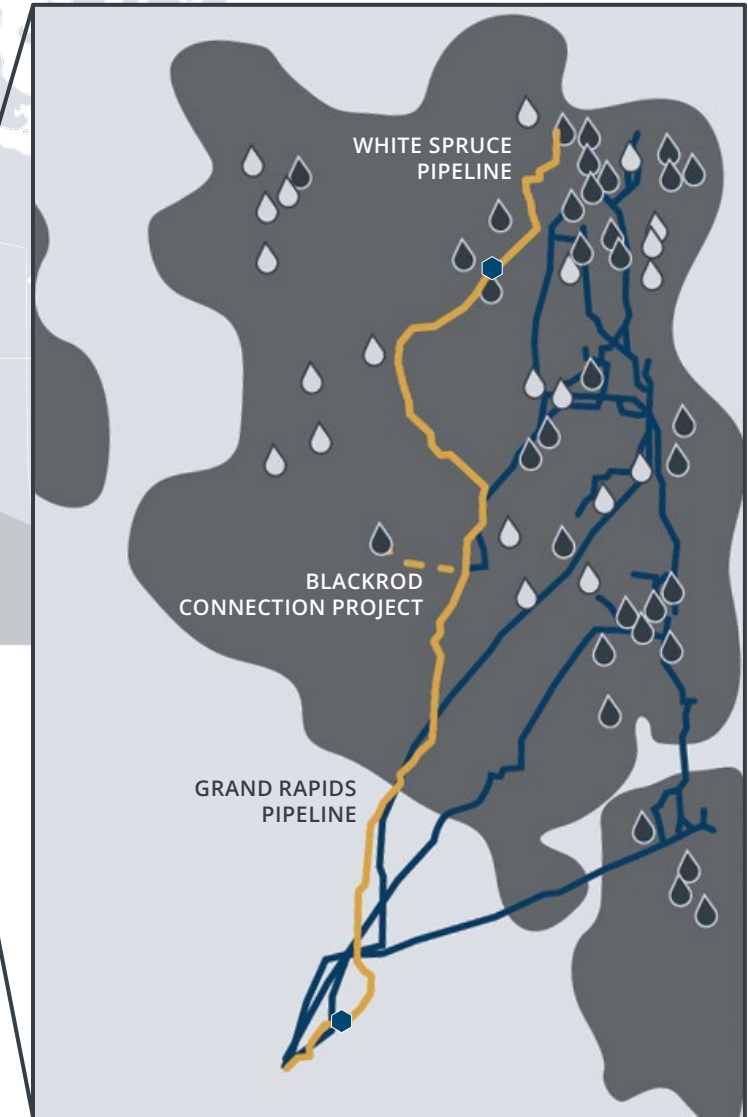 WHITE SPRUCE
PIPELINE
BLACKROD
CONNECTION PROJECT
GRAND RAPIDS
PIPELINE